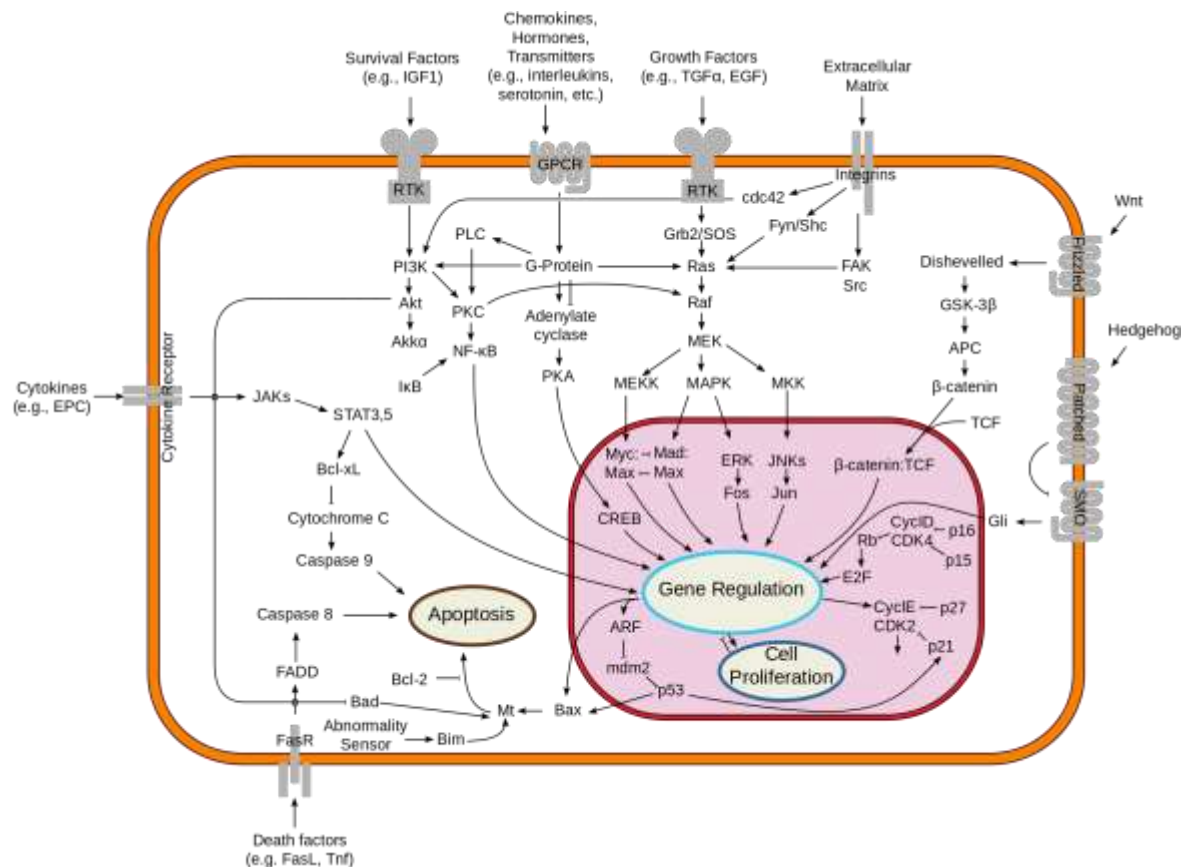 Chemokines,
Hormones,
Transmitters
(e.g., interleukins,
serotonin, etc.)
Survival Factors
(e.g., IGF1)
Growth Factors
(e.g., TGFα, EGF)
Extracellular
Matrix
RTK
GPCR
RTK
Integrins
cdc42
Wnt
Frizzled
PLC
Grb2/SOS
Fyn/Shc
PI3K
G-Protein
Ras
FAK
Src
Dishevelled
Akt
PKC
Adenylate
cyclase
Raf
GSK-3β
Hedgehog
Akkα
NF-κB
MEK
APC
IκB
PKA
MEKK
MAPK
MKK
β-catenin
Patched
Cytokines
(e.g., EPC)
Cytokine Receptor
JAKs
STAT3,5
TCF
Myc:
Max
Mad:
Max
ERK
JNKs
β-catenin:TCF
Bcl-xL
Fos
Jun
SMO
Cytochrome C
CREB
Gli
CyclD
CDK4
p16
Rb
p15
Caspase 9
E2F
Gene Regulation
Caspase 8
Apoptosis
CyclE
CDK2
p27
ARF
p21
FADD
mdm2
Cell
Proliferation
Bcl-2
p53
Bad
Mt
Bax
Abnormality
Sensor
Bim
FasR
Death factors
(e.g. FasL, Tnf)